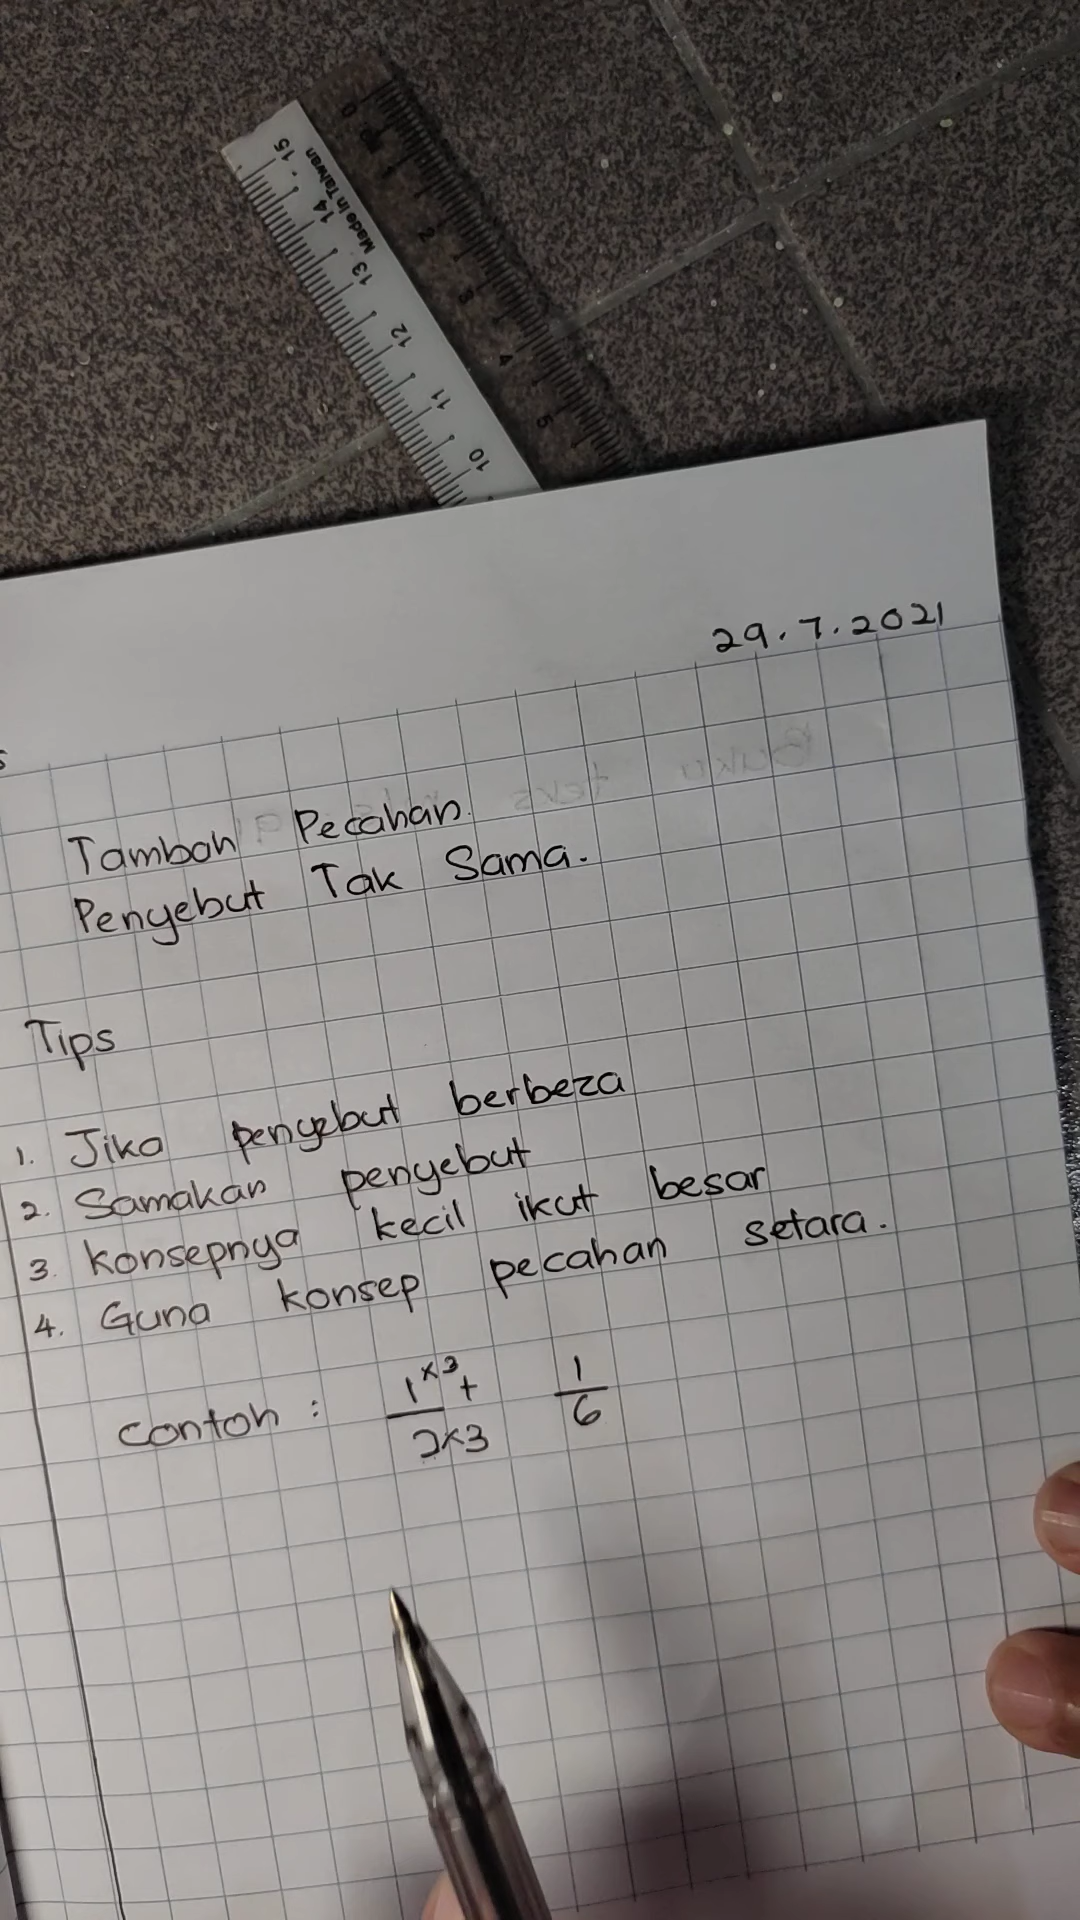 15 14 13 12 11 10
Made in Taiwan
0 1 2 3 4 5
29.7.2021
Tambah Pecahan
Penyebut Tak Sama.
Tips
1. Jika penyebut berbeza
2. Samakan penyebut
3. Konsepnya kecil ikut besar
4. Guna konsep pecahan setara.
Contoh : 1×3/2×3 + 1/6